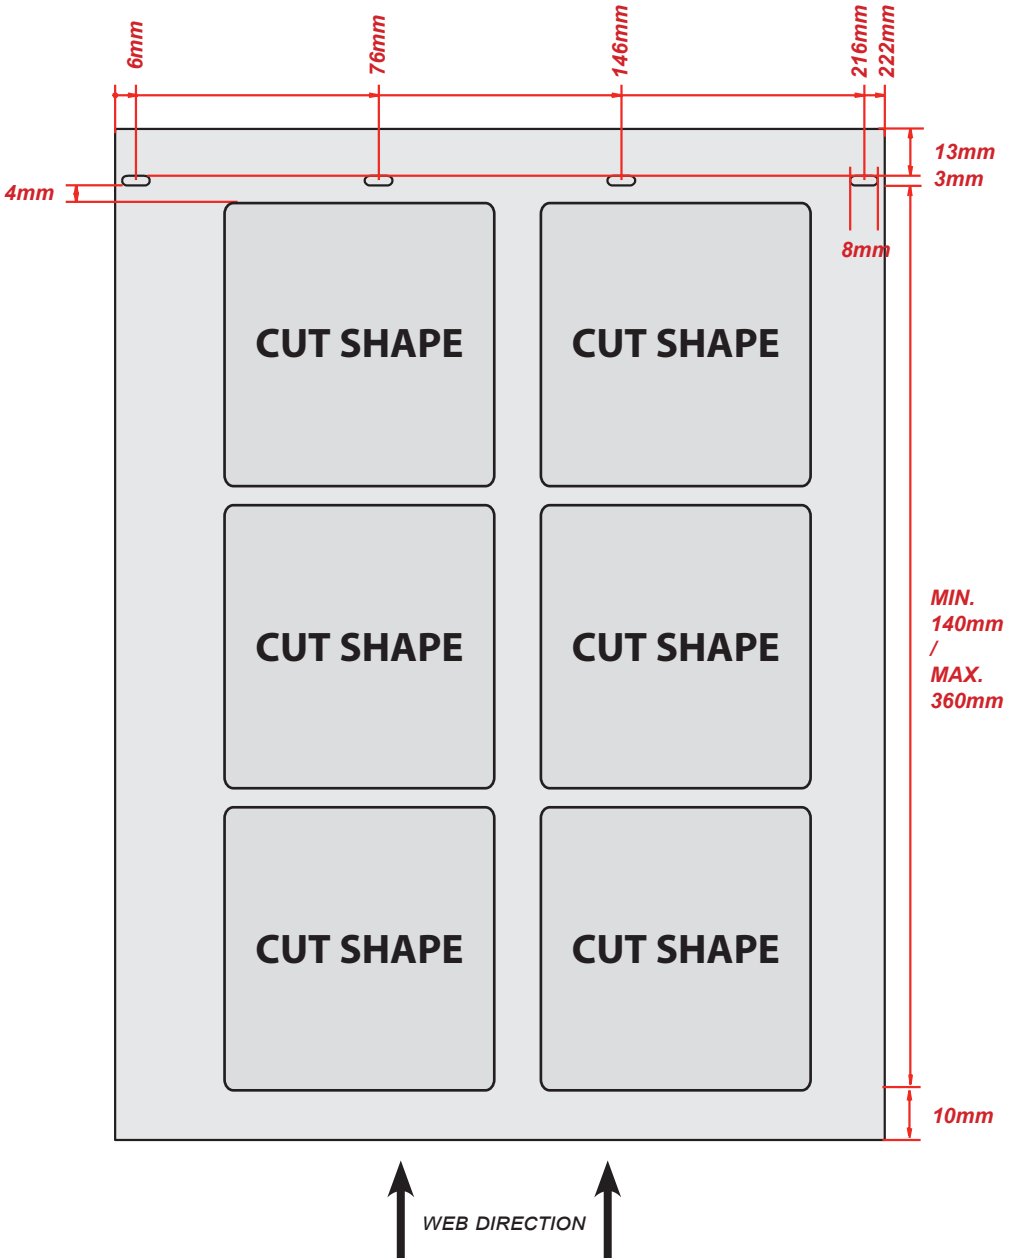 6mm
76mm
146mm
216mm
222mm
13mm
3mm
4mm
8mm
CUT SHAPE
CUT SHAPE
CUT SHAPE
CUT SHAPE
MIN.
140mm
/
MAX.
360mm
CUT SHAPE
CUT SHAPE
10mm
WEB DIRECTION